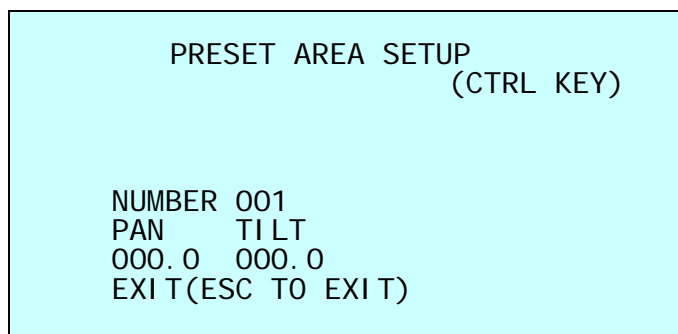 PRESET AREA SETUP
(CTRL KEY)
NUMBER 001
PAN TILT
000.0 000.0
EXIT(ESC TO EXIT)